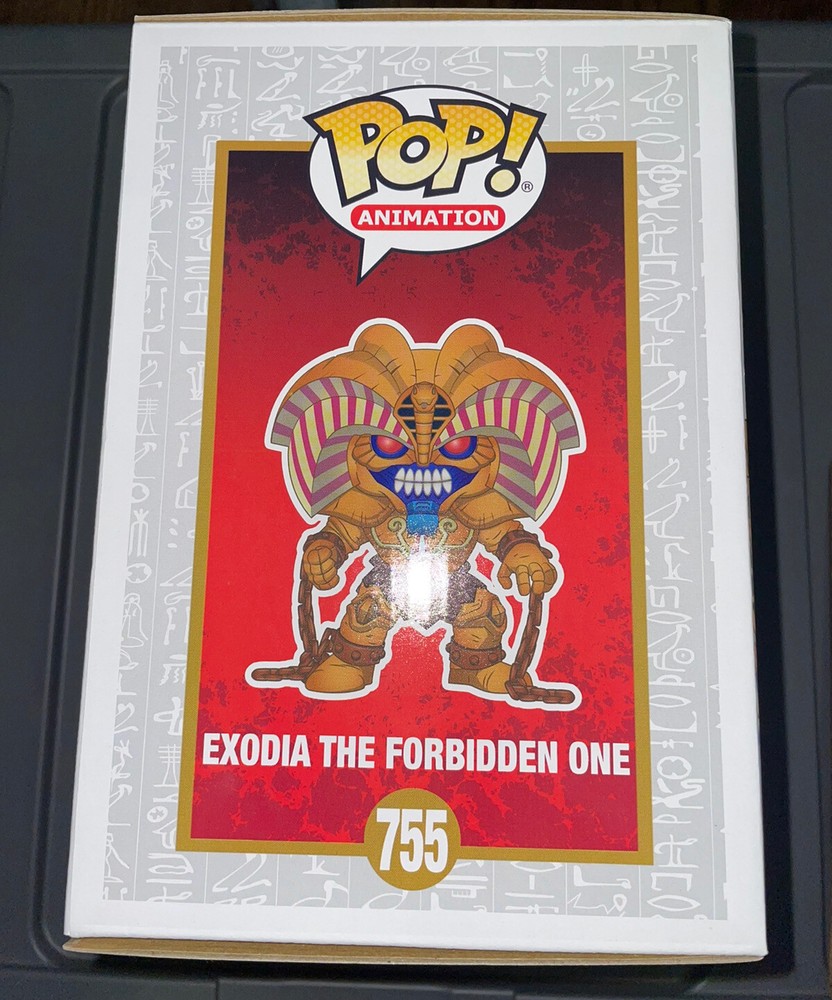 POP!
®
ANIMATION
EXODIA THE FORBIDDEN ONE
755